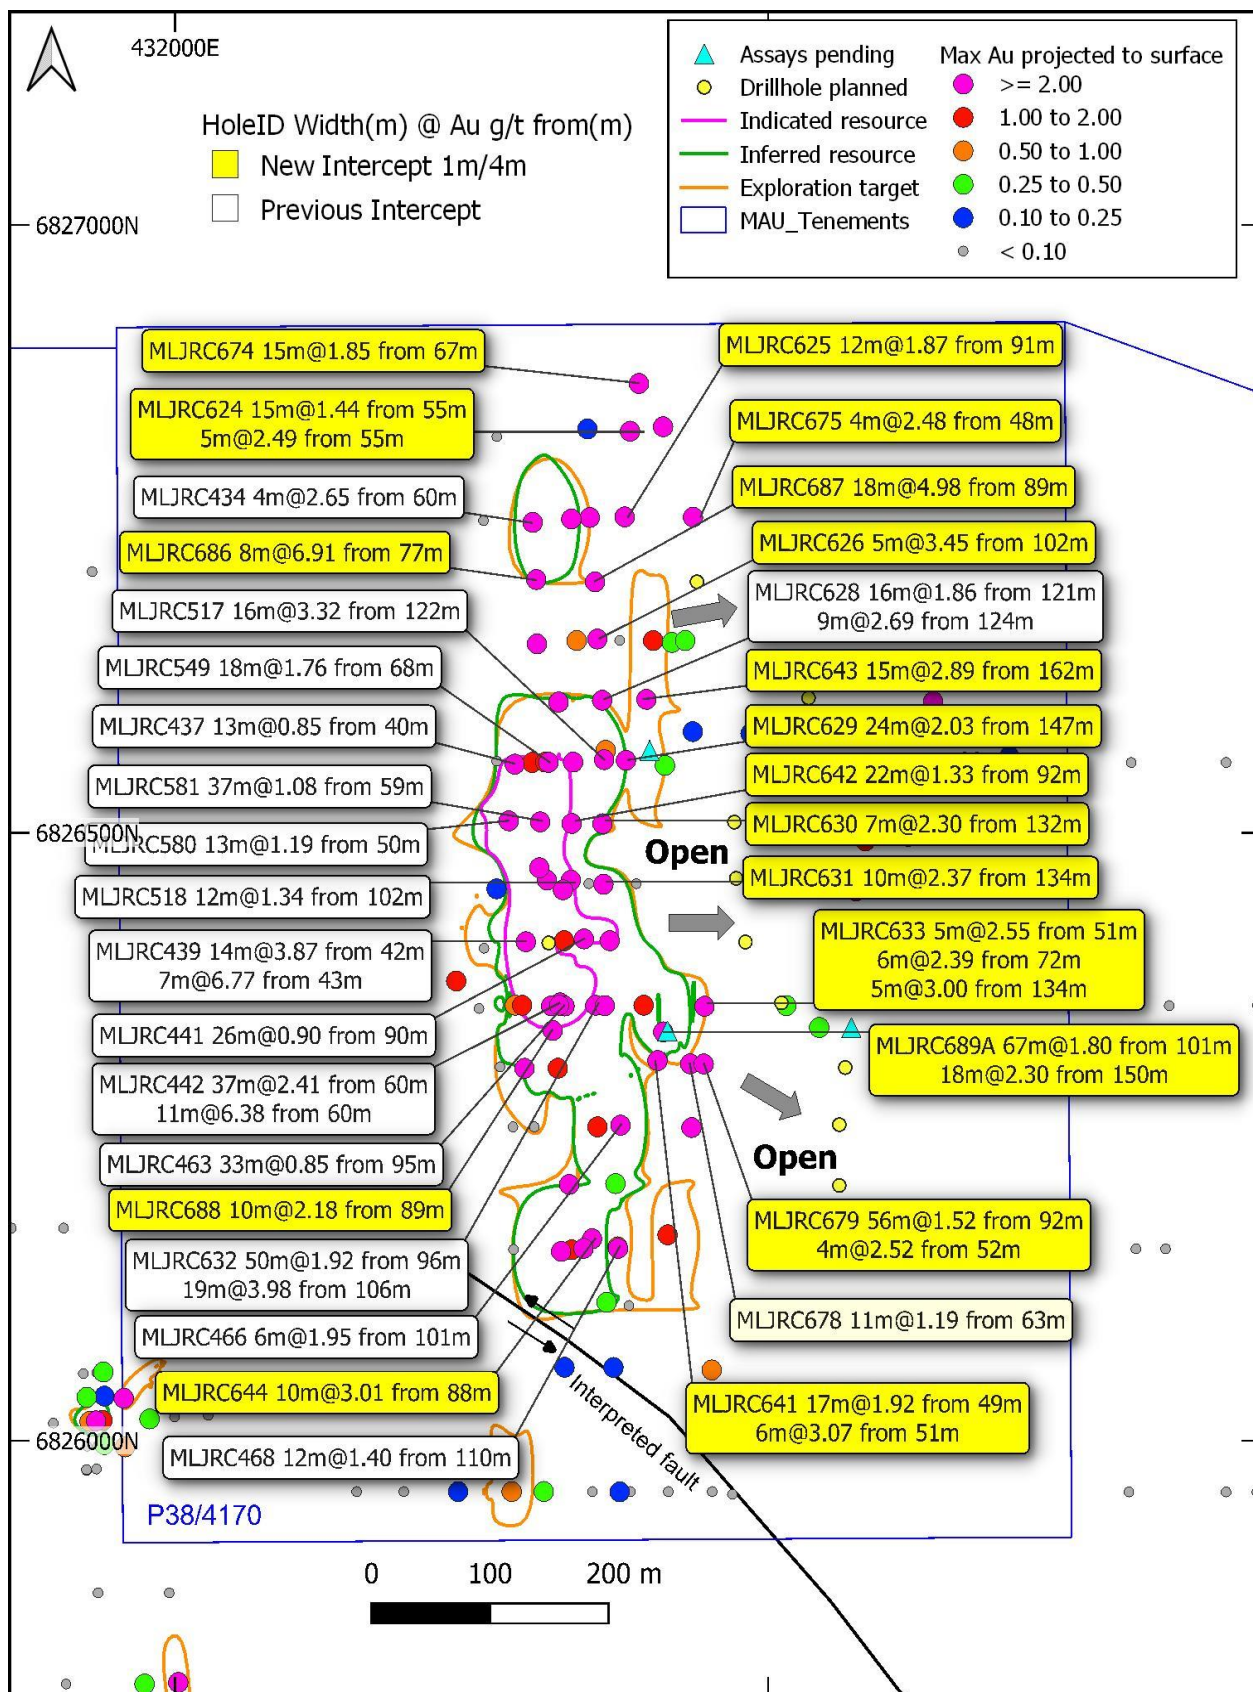 432000E
HoleID Width(m) @ Au g/t from(m)
New Intercept 1m/4m
Previous Intercept
Assays pending
Drillhole planned
Indicated resource
Inferred resource
Exploration target
MAU_Tenements
Max Au projected to surface
>= 2.00
1.00 to 2.00
0.50 to 1.00
0.25 to 0.50
0.10 to 0.25
< 0.10
6827000N
MLJRC674 15m@1.85 from 67m
MLJRC624 15m@1.44 from 55m
5m@2.49 from 55m
MLJRC434 4m@2.65 from 60m
MLJRC686 8m@6.91 from 77m
MLJRC517 16m@3.32 from 122m
MLJRC549 18m@1.76 from 68m
MLJRC437 13m@0.85 from 40m
MLJRC581 37m@1.08 from 59m
6826500N
MLJRC580 13m@1.19 from 50m
MLJRC518 12m@1.34 from 102m
MLJRC439 14m@3.87 from 42m
7m@6.77 from 43m
MLJRC441 26m@0.90 from 90m
MLJRC442 37m@2.41 from 60m
11m@6.38 from 60m
MLJRC463 33m@0.85 from 95m
MLJRC688 10m@2.18 from 89m
MLJRC632 50m@1.92 from 96m
19m@3.98 from 106m
MLJRC466 6m@1.95 from 101m
MLJRC644 10m@3.01 from 88m
6826000N
MLJRC468 12m@1.40 from 110m
MLJRC625 12m@1.87 from 91m
MLJRC675 4m@2.48 from 48m
MLJRC687 18m@4.98 from 89m
MLJRC626 5m@3.45 from 102m
MLJRC628 16m@1.86 from 121m
9m@2.69 from 124m
MLJRC643 15m@2.89 from 162m
MLJRC629 24m@2.03 from 147m
MLJRC642 22m@1.33 from 92m
MLJRC630 7m@2.30 from 132m
Open
MLJRC631 10m@2.37 from 134m
MLJRC633 5m@2.55 from 51m
6m@2.39 from 72m
5m@3.00 from 134m
MLJRC689A 67m@1.80 from 101m
18m@2.30 from 150m
Open
MLJRC679 56m@1.52 from 92m
4m@2.52 from 52m
MLJRC678 11m@1.19 from 63m
MLJRC641 17m@1.92 from 49m
6m@3.07 from 51m
Interpreted fault
P38/4170
0 100 200 m